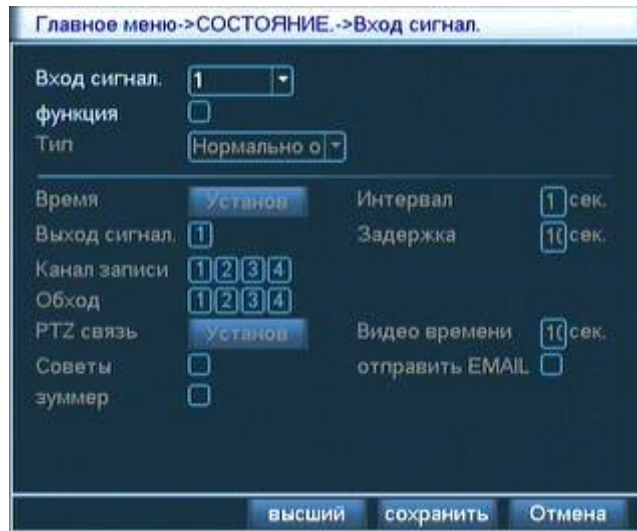 Главное меню->СОСТОЯНИЕ.->Вход сигнал.
Вход сигнал. 1
функция
Тип Нормально о
Время Установ Интервал 1 сек.
Выход сигнал. 1 Задержка 10 сек.
Канал записи 1 2 3 4
Обход 1 2 3 4
PTZ связь Установ Видео времени 10 сек.
Советы отправить EMAIL
зуммер
высший сохранить Отмена